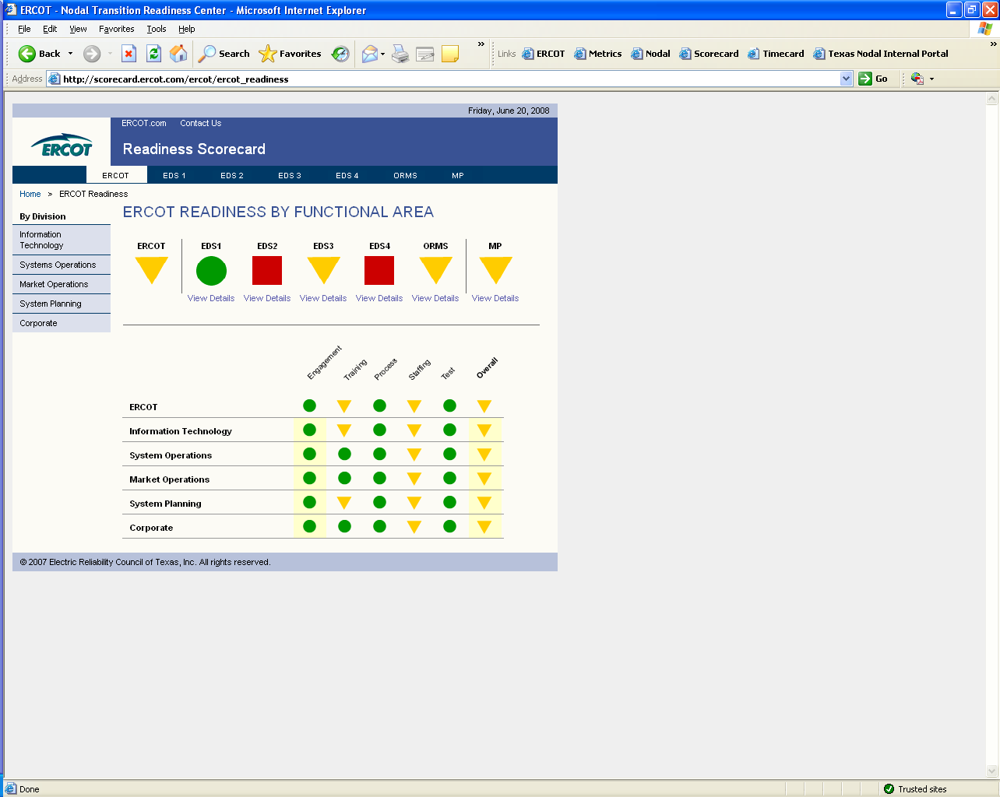 ERCOT - Nodal Transition Readiness Center - Microsoft Internet Explorer
File Edit View Favorites Tools Help
Back Search Favorites » Links ERCOT Metrics Nodal Scorecard Timecard Texas Nodal Internal Portal »
Address http://scorecard.ercot.com/ercot/ercot_readiness Go
Friday, June 20, 2008
ERCOT.com Contact Us
ERCOT
Readiness Scorecard
ERCOT EDS 1 EDS 2 EDS 3 EDS 4 ORMS MP
Home > ERCOT Readiness
ERCOT READINESS BY FUNCTIONAL AREA
By Division
Information
Technology
Systems Operations
Market Operations
System Planning
Corporate
ERCOT EDS1 EDS2 EDS3 EDS4 ORMS MP
View Details View Details View Details View Details View Details View Details
Engagement Training Process Staffing Test Overall
ERCOT
Information Technology
System Operations
Market Operations
System Planning
Corporate
© 2007 Electric Reliability Council of Texas, Inc. All rights reserved.
Done Trusted sites